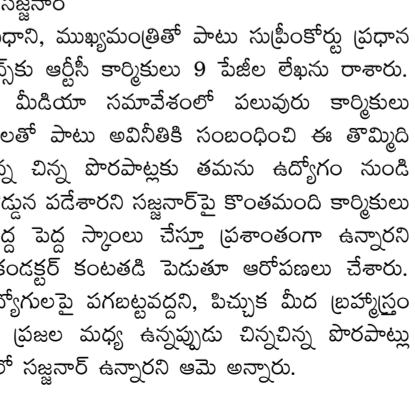 సజ్జనార్
ధాని, ముఖ్యమంత్రితో పాటు సుప్రీంకోర్టు ప్రధాన
న్స్‌కు ఆర్టీసీ కార్మికులు 9 పేజీల లేఖను రాశారు.
మీడియా సమావేశంలో పలువురు కార్మికులు
లతో పాటు అవినీతికి సంబంధించి ఈ తొమ్మిది
న్న చిన్న పొరపాట్లకు తమను ఉద్యోగం నుండి
డ్డున పడేశారని సజ్జనార్‌పై కొంతమంది కార్మికులు
ద్ద పెద్ద స్కాంలు చేస్తూ ప్రశాంతంగా ఉన్నారని
కండక్టర్ కంటతడి పెడుతూ ఆరోపణలు చేశారు.
్యోగులపై పగబట్టవద్దని, పిచ్చుక మీద బ్రహ్మాస్త్రం
ప్రజల మధ్య ఉన్నప్పుడు చిన్నచిన్న పొరపాట్లు
లో సజ్జనార్ ఉన్నారని ఆమె అన్నారు.